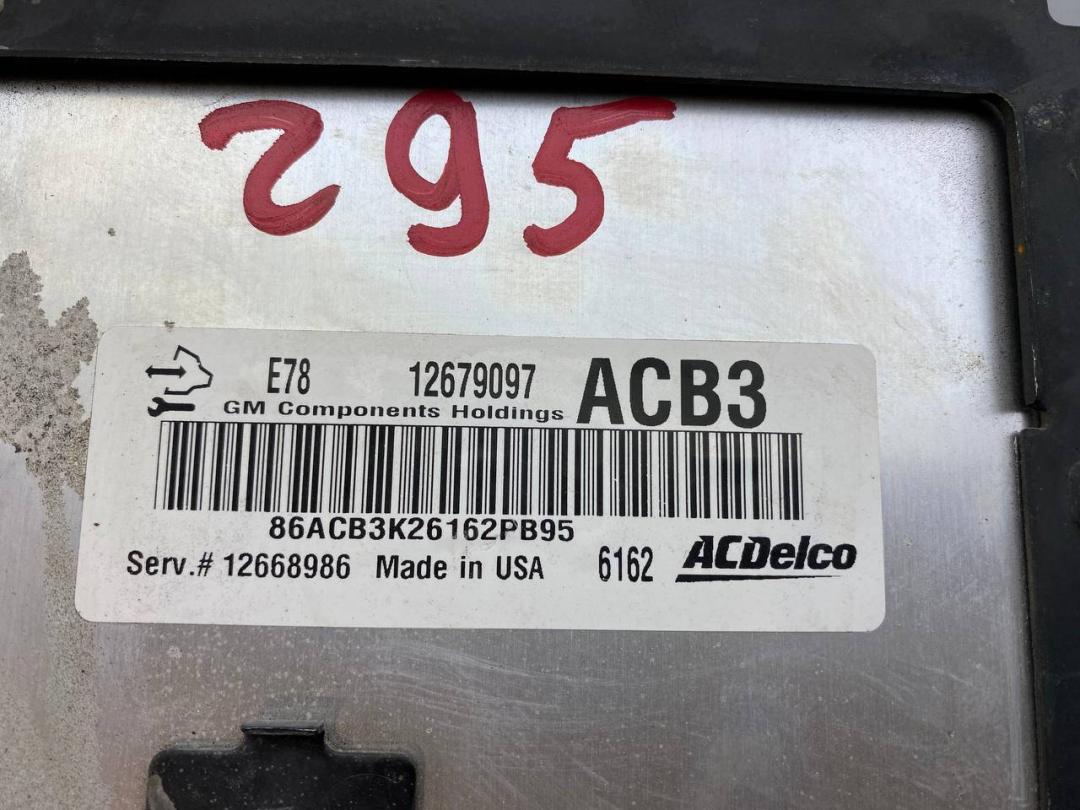 295
E78 12679097 ACB3
GM Components Holdings
86ACB3K26162PB95
Serv.# 12668986 Made in USA 6162 ACDelco